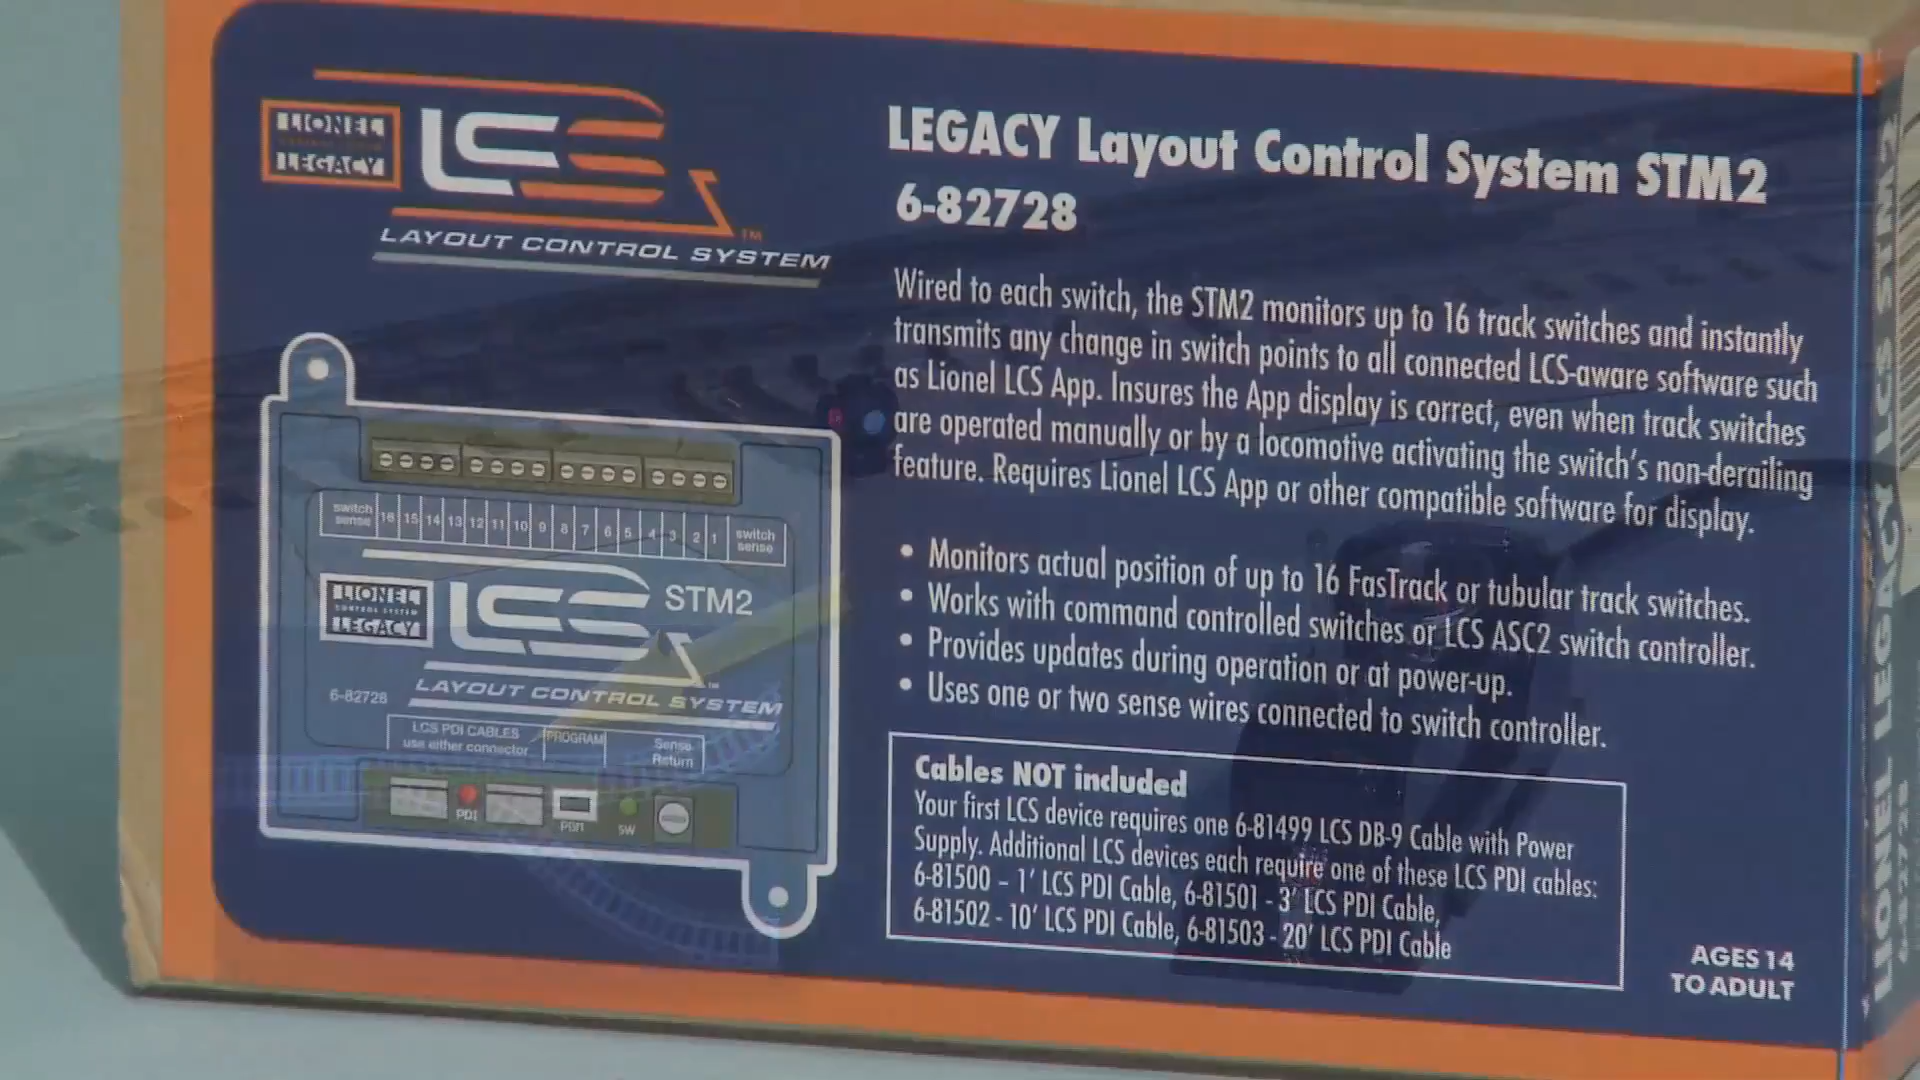 LIONEL
LEGACY
LCS
LAYOUT CONTROL SYSTEM
LEGACY Layout Control System STM2
6-82728
Wired to each switch, the STM2 monitors up to 16 track switches and instantly
transmits any change in switch points to all connected LCS-aware software such
as Lionel LCS App. Insures the App display is correct, even when track switches
are operated manually or by a locomotive activating the switch's non-derailing
feature. Requires Lionel LCS App or other compatible software for display.
• Monitors actual position of up to 16 FasTrack or tubular track switches.
• Works with command controlled switches or LCS ASC2 switch controller.
• Provides updates during operation or at power-up.
• Uses one or two sense wires connected to switch controller.
Cables NOT included
Your first LCS device requires one 6-81499 LCS DB-9 Cable with Power
Supply. Additional LCS devices each require one of these LCS PDI cables:
6-81500 – 1' LCS PDI Cable, 6-81501 - 3' LCS PDI Cable,
6-81502 - 10' LCS PDI Cable, 6-81503 - 20' LCS PDI Cable
AGES 14
TO ADULT
switch sense 16 15 14 13 12 11 10 9 8 7 6 5 4 3 2 1 switch sense
LIONEL
CONTROL SYSTEM
LEGACY
LCS STM2
LAYOUT CONTROL SYSTEM
6-82728
LCS PDI CABLES
use either connector
PROGRAM
Sense
Return
PDI
PGM
SW
LIONEL LEGACY LCS STM2
6-82728